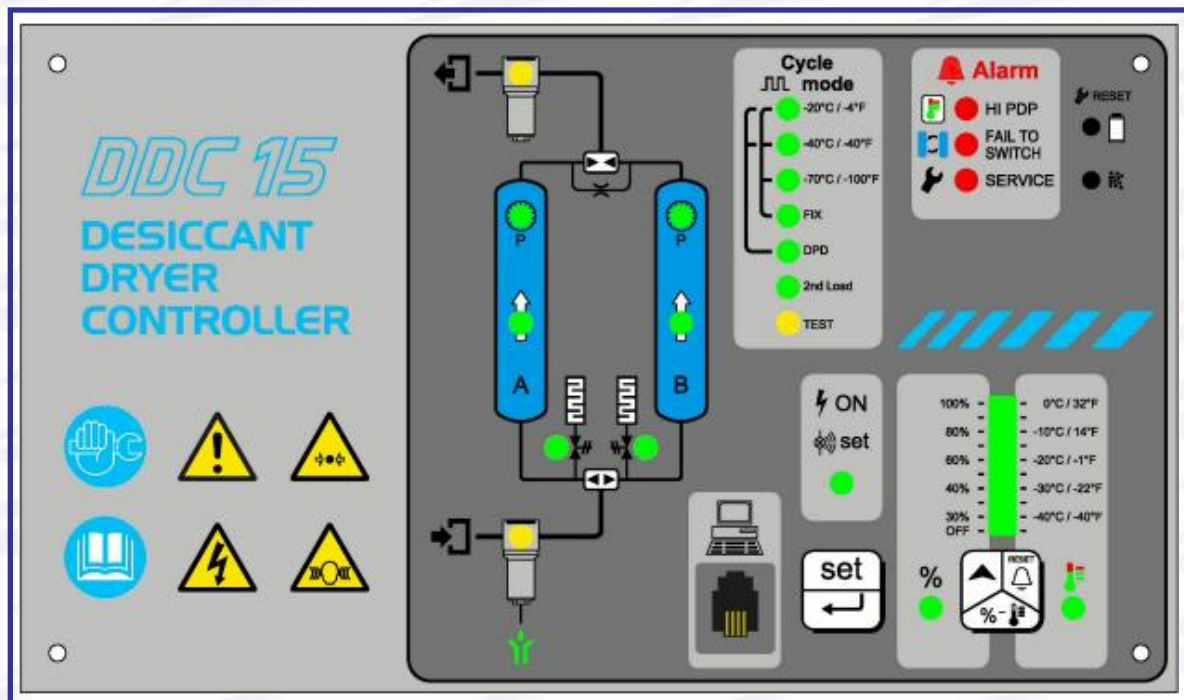 DDC 15
DESICCANT
DRYER
CONTROLLER
P
P
A
B
Cycle
mode
-20°C / -4°F
-40°C / -40°F
-70°C / -100°F
FIX
DPD
2nd Load
TEST
Alarm
HI PDP
FAIL TO
SWITCH
SERVICE
RESET
ON
set
set
100%
80%
60%
40%
30%
OFF
0°C / 32°F
-10°C / 14°F
-20°C / -1°F
-30°C / -22°F
-40°C / -40°F
%
RESET
%-